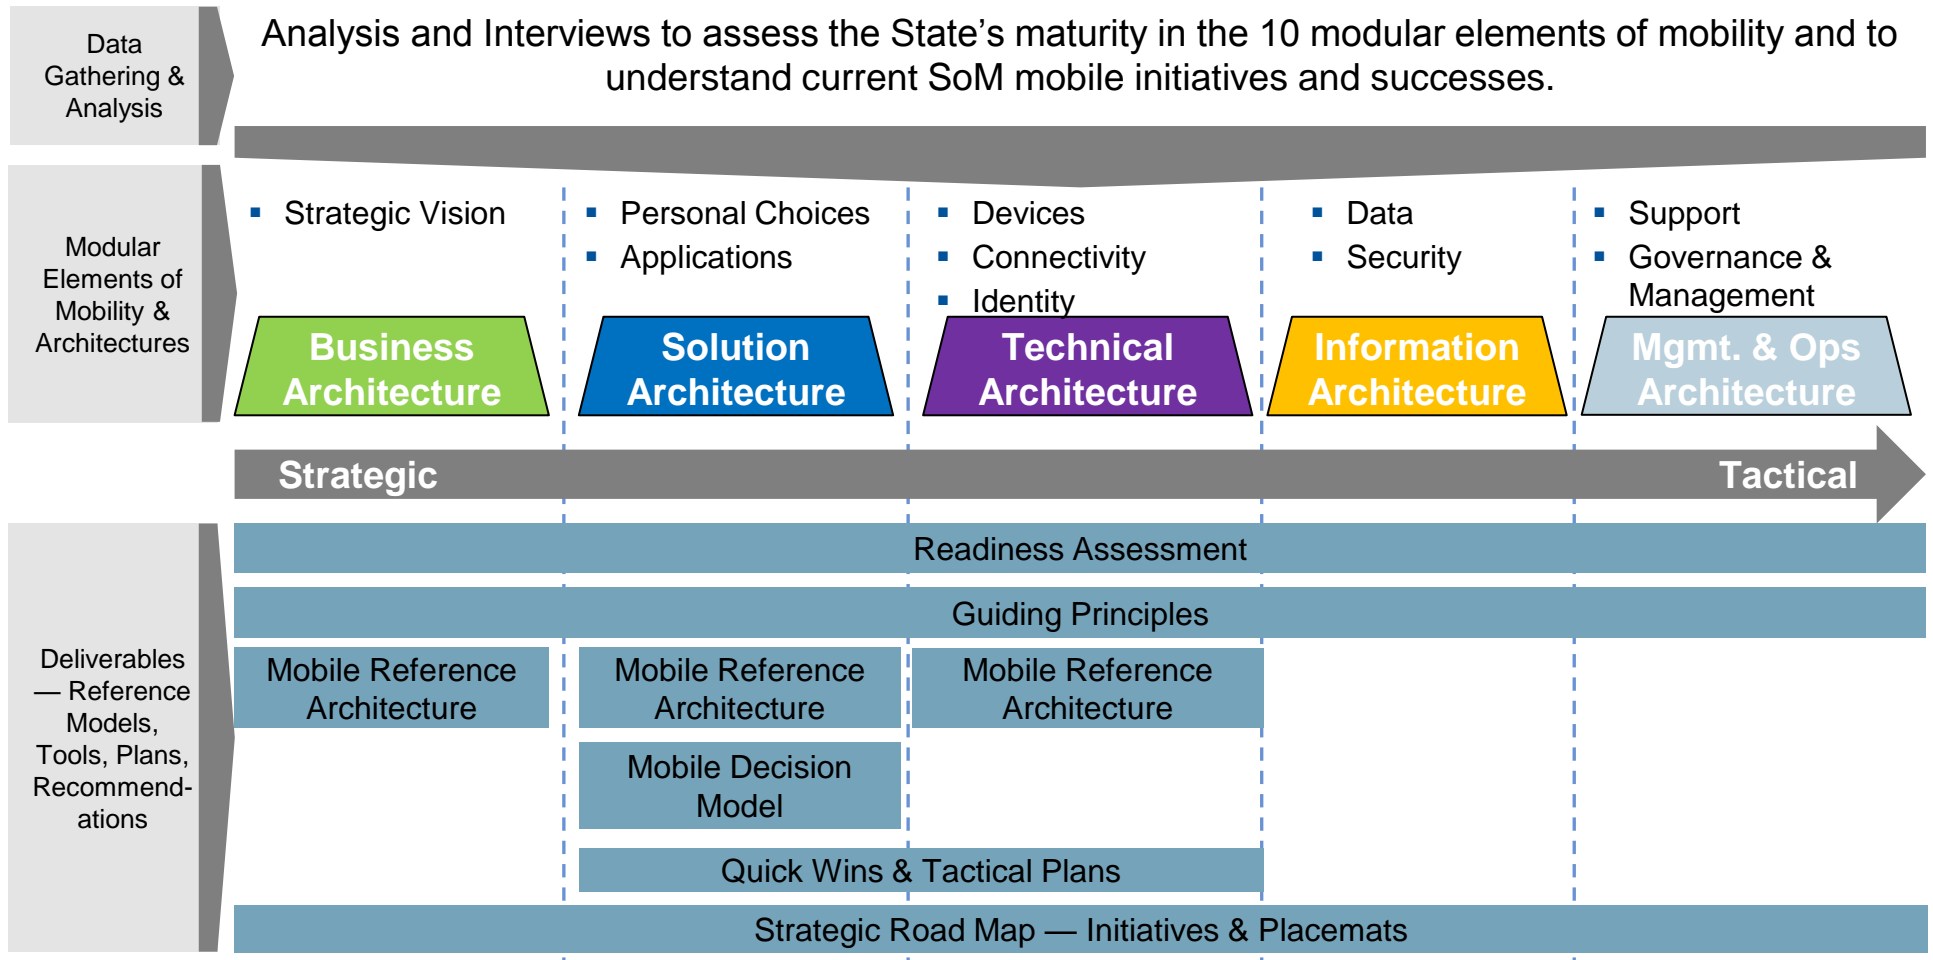 Data
Gathering &
Analysis
Analysis and Interviews to assess the State's maturity in the 10 modular elements of mobility and to
understand current SoM mobile initiatives and successes.
Modular
Elements of
Mobility &
Architectures
▪ Strategic Vision
▪ Personal Choices
▪ Applications
▪ Devices
▪ Connectivity
▪ Identity
▪ Data
▪ Security
▪ Support
▪ Governance &
Management
Business
Architecture
Solution
Architecture
Technical
Architecture
Information
Architecture
Mgmt. & Ops
Architecture
Strategic
Tactical
Deliverables
— Reference
Models,
Tools, Plans,
Recommend-
ations
Readiness Assessment
Guiding Principles
Mobile Reference
Architecture
Mobile Reference
Architecture
Mobile Reference
Architecture
Mobile Decision
Model
Quick Wins & Tactical Plans
Strategic Road Map — Initiatives & Placemats